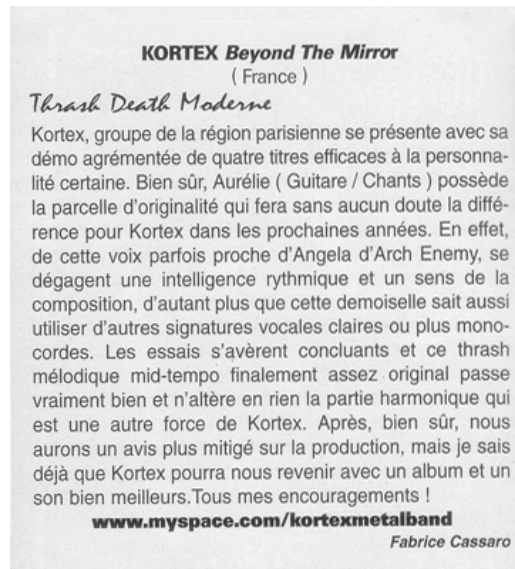 KORTEX Beyond The Mirror
( France )
Thrash Death Moderne
Kortex, groupe de la région parisienne se présente avec sa
démo agrémentée de quatre titres efficaces à la personna-
lité certaine. Bien sûr, Aurélie ( Guitare / Chants ) possède
la parcelle d'originalité qui fera sans aucun doute la diffé-
rence pour Kortex dans les prochaines années. En effet,
de cette voix parfois proche d'Angela d'Arch Enemy, se
dégagent une intelligence rythmique et un sens de la
composition, d'autant plus que cette demoiselle sait aussi
utiliser d'autres signatures vocales claires ou plus mono-
cordes. Les essais s'avèrent concluants et ce thrash
mélodique mid-tempo finalement assez original passe
vraiment bien et n'altère en rien la partie harmonique qui
est une autre force de Kortex. Après, bien sûr, nous
aurons un avis plus mitigé sur la production, mais je sais
déjà que Kortex pourra nous revenir avec un album et un
son bien meilleurs.Tous mes encouragements !
www.myspace.com/kortexmetalband
Fabrice Cassaro